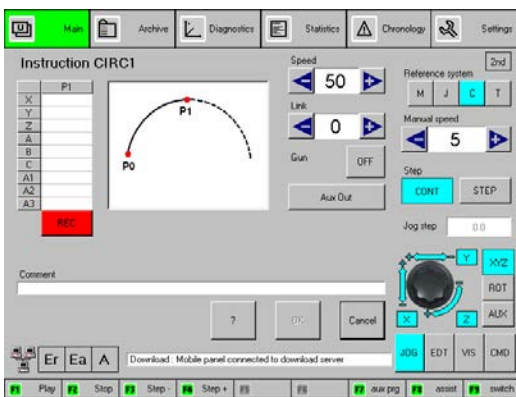 Main Archive Diagnostics Statistics Chronology Settings
Instruction CIRC1
2nd
P1
X
Y
Z
A
B
C
A1
A2
A3
REC
P0
P1
Speed
50
Link
0
Gun
OFF
Aux Out
Reference system
M J C T
Manual speed
5
Step
CONT STEP
Jog step 0.0
Y
X
Z
XYZ
ROT
AUX
Comment
? OK Cancel
JOG EDT VIS CMD
Er Ea A Download : Mobile panel connected to download server
F1 Play F2 Stop F3 Step - F4 Step + F5 F6 F7 aux prg F8 assist F9 switch